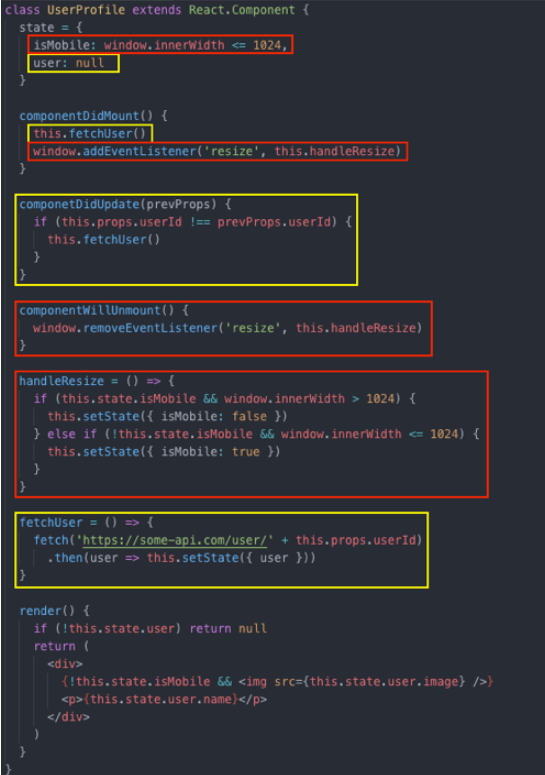 class UserProfile extends React.Component {
  state = {
    isMobile: window.innerWidth <= 1024,
    user: null
  }

  componentDidMount() {
    this.fetchUser()
    window.addEventListener('resize', this.handleResize)
  }

  componetDidUpdate(prevProps) {
    if (this.props.userId !== prevProps.userId) {
      this.fetchUser()
    }
  }

  componentWillUnmount() {
    window.removeEventListener('resize', this.handleResize)
  }

  handleResize = () => {
    if (this.state.isMobile && window.innerWidth > 1024) {
      this.setState({ isMobile: false })
    } else if (!this.state.isMobile && window.innerWidth <= 1024) {
      this.setState({ isMobile: true })
    }
  }

  fetchUser = () => {
    fetch('https://some-api.com/user/' + this.props.userId)
      .then(user => this.setState({ user }))
  }

  render() {
    if (!this.state.user) return null
    return (
      <div>
        {!this.state.isMobile && <img src={this.state.user.image} />}
        <p>{this.state.user.name}</p>
      </div>
    )
  }
}